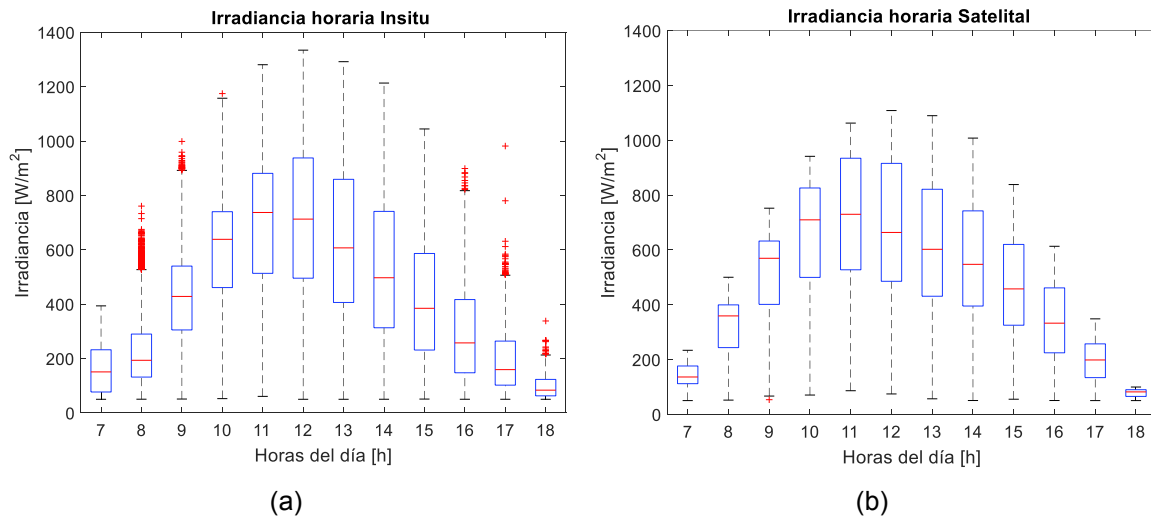 Irradiancia horaria Insitu
1400
1200
1000
800
600
400
200
0
Irradiancia [W/m²]
7 8 9 10 11 12 13 14 15 16 17 18
Horas del día [h]
(a)
Irradiancia horaria Satelital
1400
1200
1000
800
600
400
200
0
Irradiancia [W/m²]
7 8 9 10 11 12 13 14 15 16 17 18
Horas del día [h]
(b)